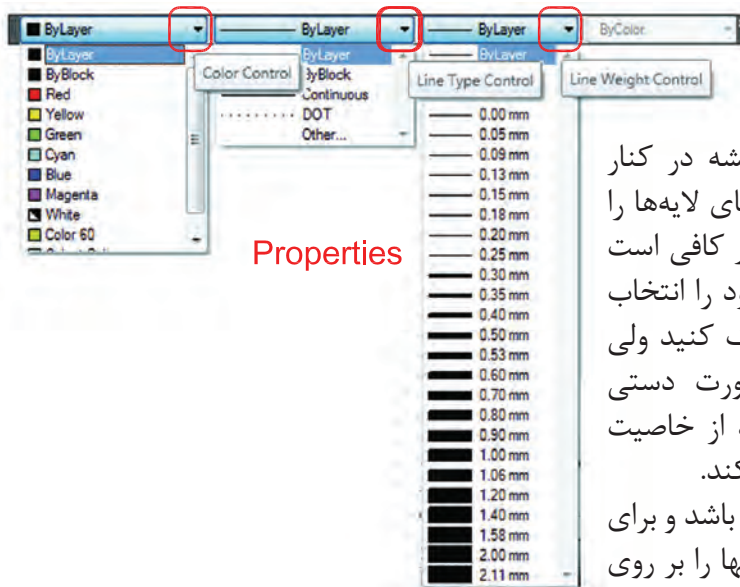 ByLayer
ByLayer
ByLayer
ByColor
ByLayer
ByBlock
Red
Yellow
Green
Cyan
Blue
Magenta
White
Color 60
Color Control
ByLayer
ByBlock
Continuous
DOT
Other...
Line Type Control
ByLayer
0.00 mm
0.05 mm
0.09 mm
0.13 mm
0.15 mm
0.18 mm
0.20 mm
0.25 mm
0.30 mm
0.35 mm
0.40 mm
0.50 mm
0.53 mm
0.60 mm
0.70 mm
0.80 mm
0.90 mm
1.00 mm
1.06 mm
1.20 mm
1.40 mm
1.58 mm
2.00 mm
2.11 mm
Line Weight Control
Properties
در کنار
لایه‌ها را
کافی است
را انتخاب
کنید ولی
دستی
از خاصیت
باشد و برای
را بر روی